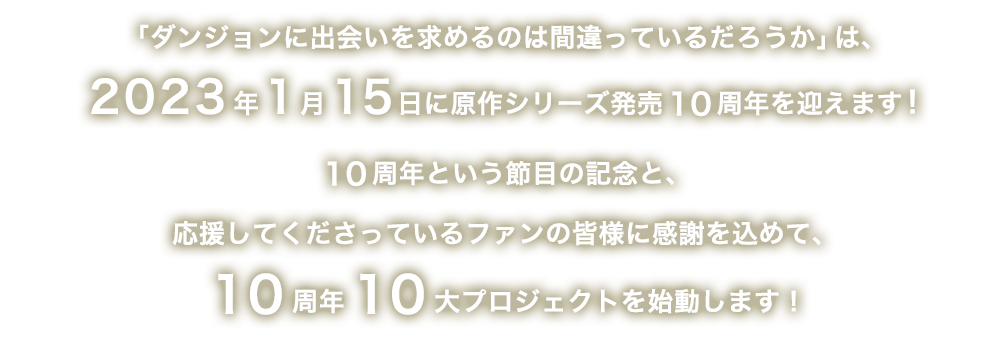 「ダンジョンに出会いを求めるのは間違っているだろうか」は、
2023年1月15日に原作シリーズ発売10周年を迎えます！
10周年という節目の記念と、
応援してくださっているファンの皆様に感謝を込めて、
10周年10大プロジェクトを始動します！